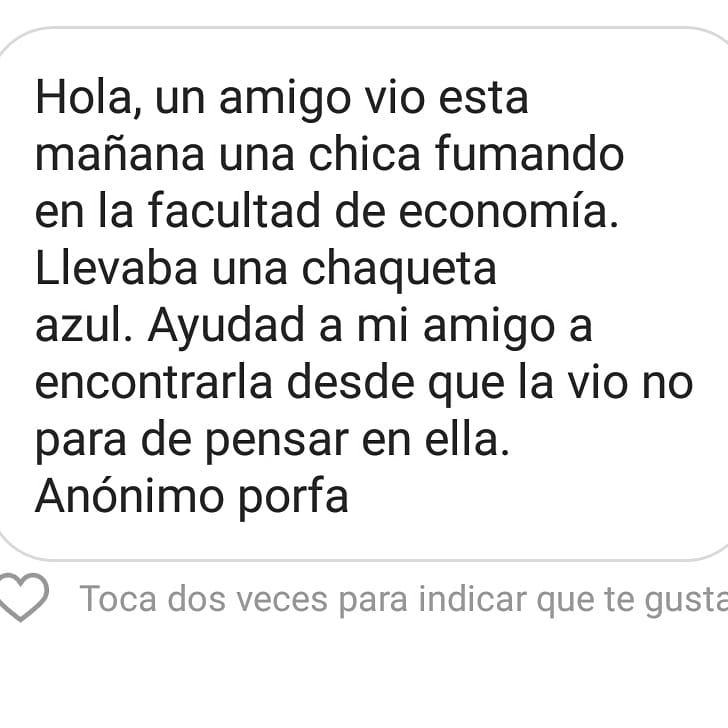 Hola, un amigo vio esta
mañana una chica fumando
en la facultad de economía.
Llevaba una chaqueta
azul. Ayudad a mi amigo a
encontrarla desde que la vio no
para de pensar en ella.
Anónimo porfa
Toca dos veces para indicar que te gusta